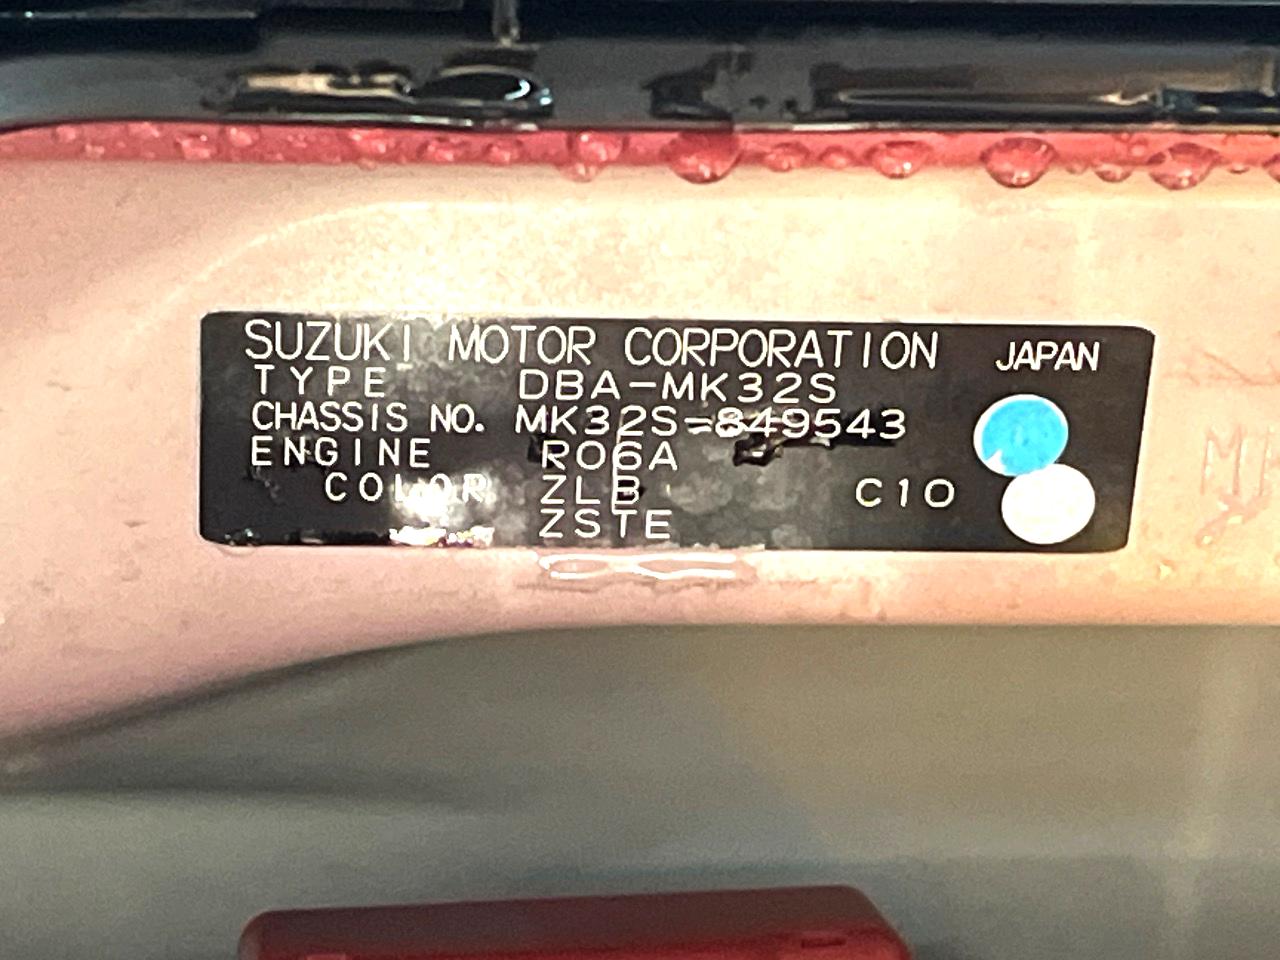 SUZUKI MOTOR CORPORATION JAPAN
TYPE DBA-MK32S
CHASSIS NO. MK32S-849543
ENGINE R06A
COLOR ZLB C10
ZSTE